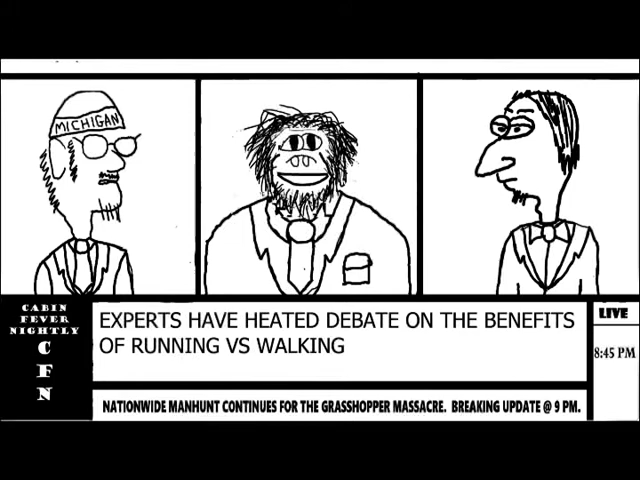 MICHIGAN
CABIN
FEVER
NIGHTLY
C
F
N
EXPERTS HAVE HEATED DEBATE ON THE BENEFITS
OF RUNNING VS WALKING
LIVE
8:45 PM
NATIONWIDE MANHUNT CONTINUES FOR THE GRASSHOPPER MASSACRE. BREAKING UPDATE @ 9 PM.